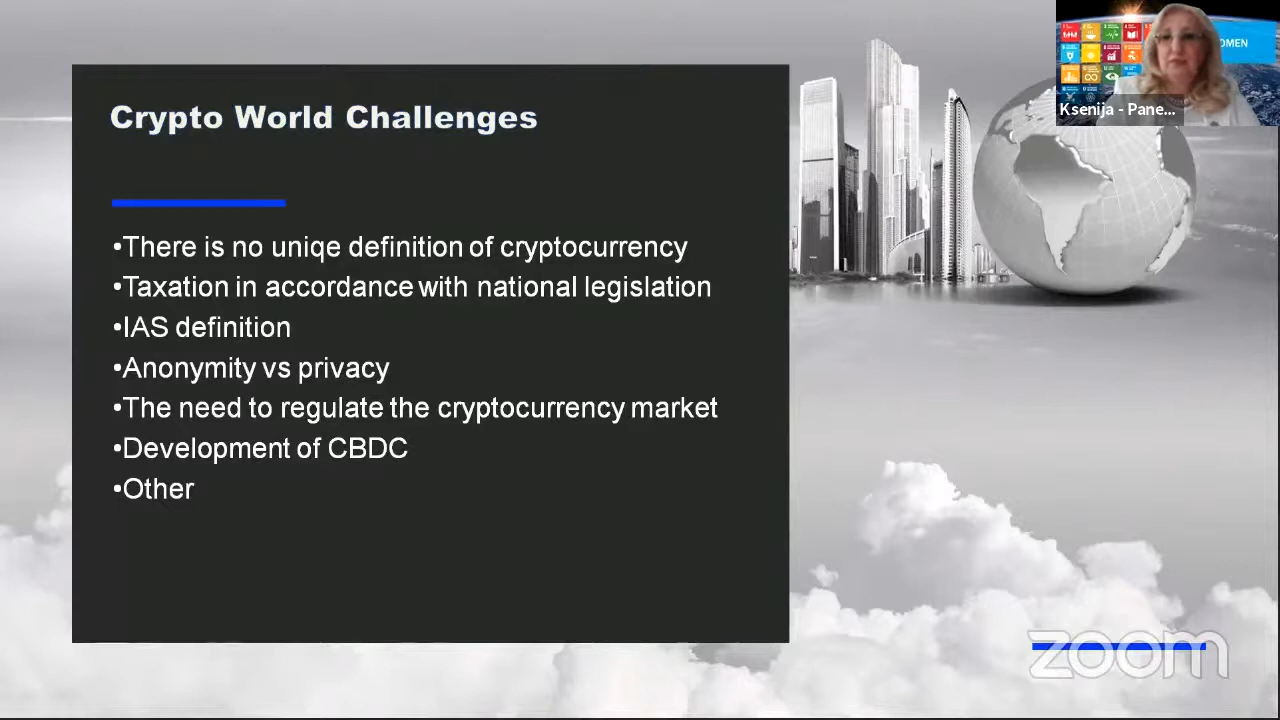 Crypto World Challenges
•There is no uniqe definition of cryptocurrency
•Taxation in accordance with national legislation
•IAS definition
•Anonymity vs privacy
•The need to regulate the cryptocurrency market
•Development of CBDC
•Other
OMEN
Ksenija - Pane...
zoom